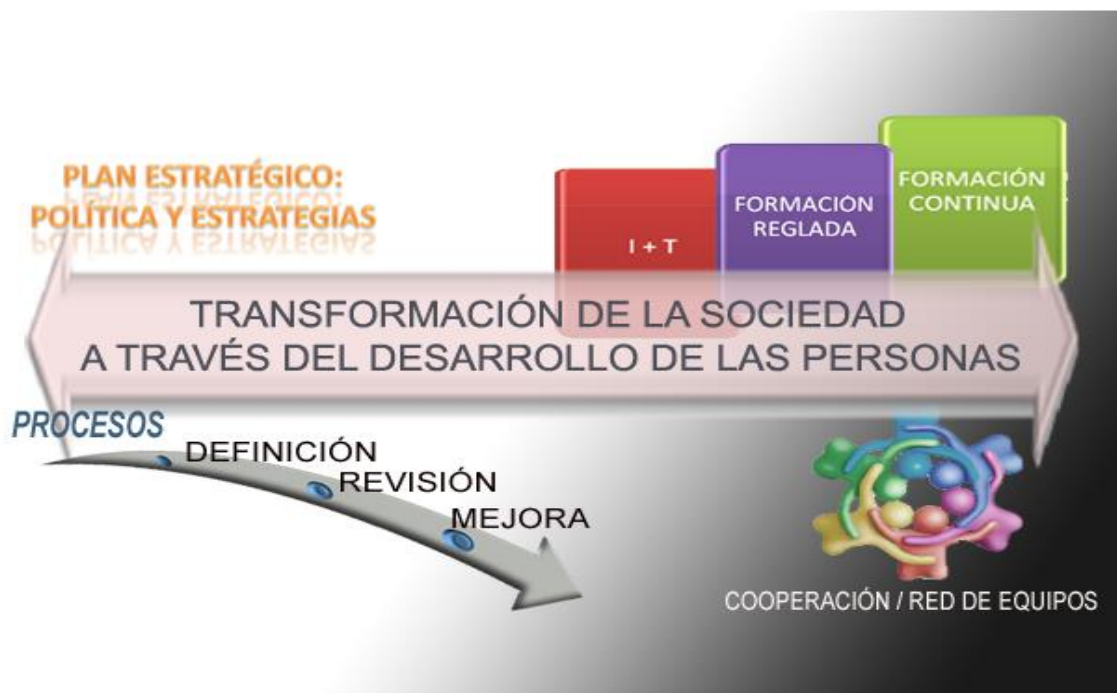 PLAN ESTRATÉGICO:
POLÍTICA Y ESTRATEGIAS
I + T
FORMACIÓN
REGLADA
FORMACIÓN
CONTINUA
TRANSFORMACIÓN DE LA SOCIEDAD
A TRAVÉS DEL DESARROLLO DE LAS PERSONAS
PROCESOS
DEFINICIÓN
REVISIÓN
MEJORA
COOPERACIÓN / RED DE EQUIPOS